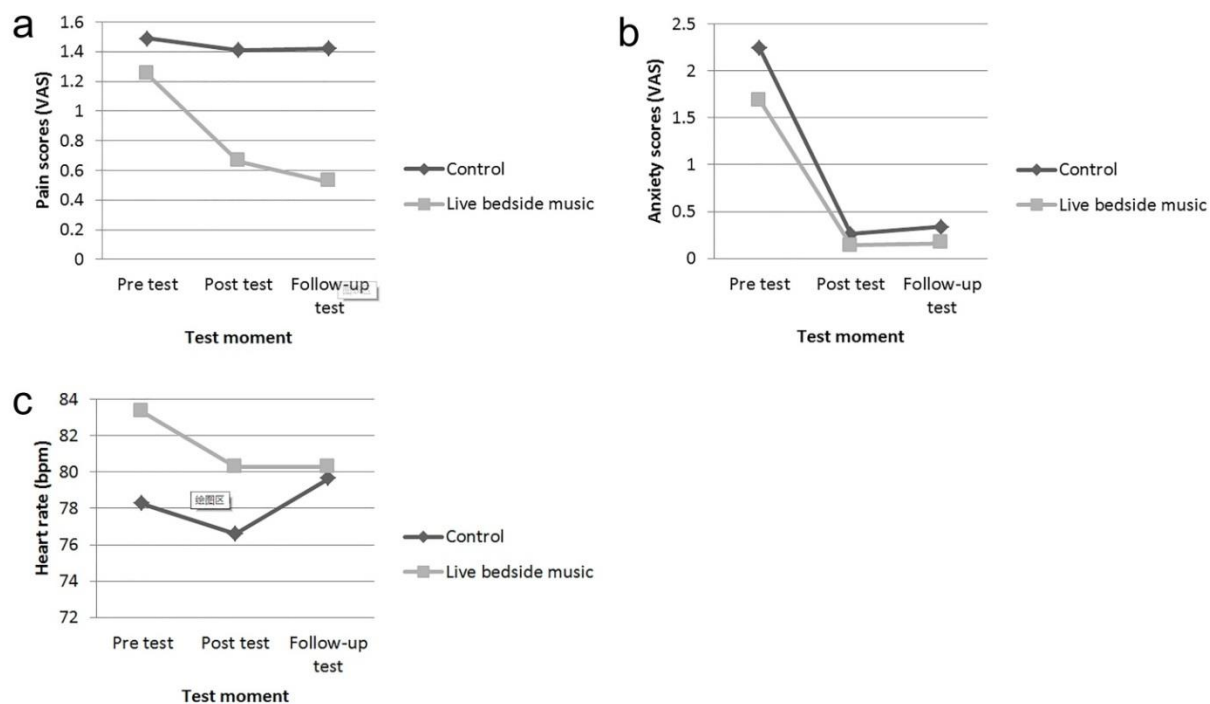 a
1.6
1.4
1.2
1
0.8
0.6
0.4
0.2
0
Pain scores (VAS)
Pre test
Post test
Follow-up
test
Test moment
Control
Live bedside music
b
2.5
2
1.5
1
0.5
0
Anxiety scores (VAS)
Pre test
Post test
Follow-up
test
Test moment
Control
Live bedside music
c
84
82
80
78
76
74
72
Heart rate (bpm)
绘图区
Pre test
Post test
Follow-up
test
Test moment
Control
Live bedside music